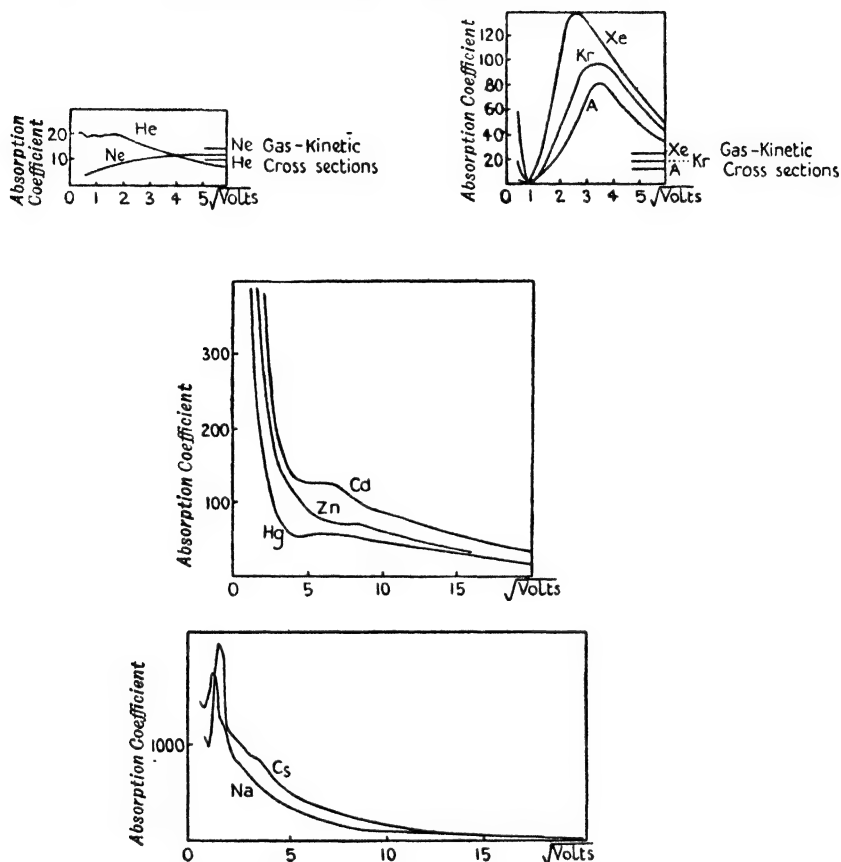 Absorption Coefficient
20
10
He
Ne
Ne Gas-Kinetic
He Cross sections
0 1 2 3 4 5 √Volts
Absorption Coefficient
120
100
80
60
40
20
Xe
Kr
A
Xe Gas-Kinetic
Kr
A Cross sections
0 1 2 3 4 5 √Volts
Absorption Coefficient
300
200
100
Cd
Zn
Hg
0 5 10 15 √Volts
Absorption Coefficient
1000
Cs
Na
0 5 10 15 √Volts